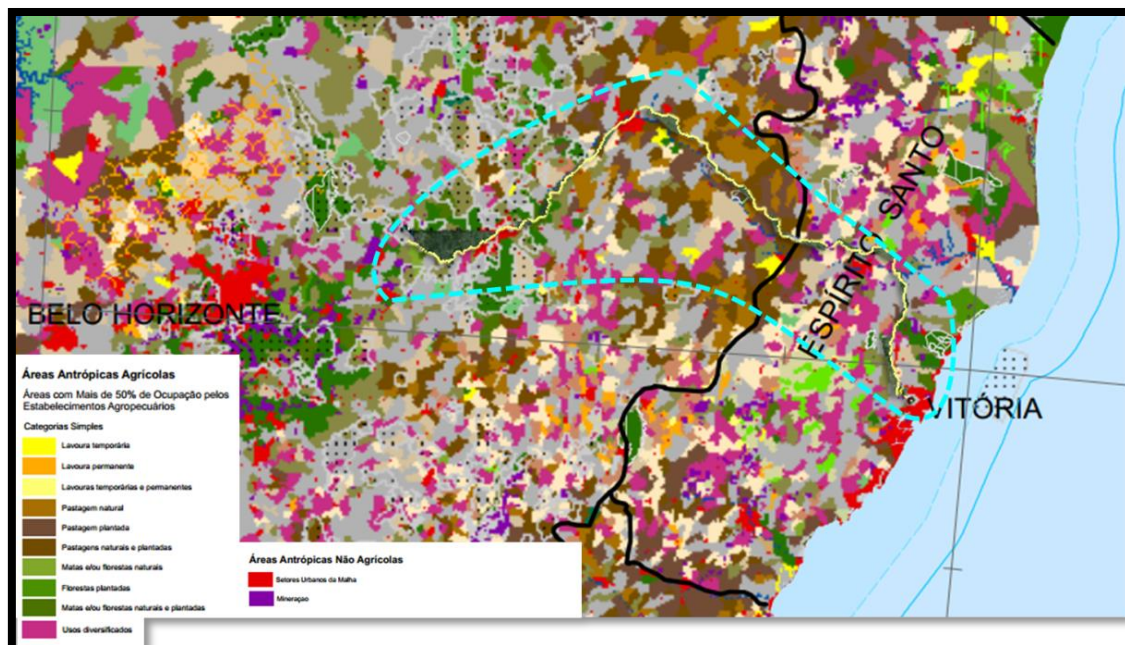 ESPÍRITO SANTO
BELO HORIZONTE
VITÓRIA
Áreas Antrópicas Agrícolas
Áreas com Mais de 50% de Ocupação pelos
Estabelecimentos Agropecuários
Categorias Simples
Lavoura temporária
Lavoura permanente
Lavouras temporárias e permanentes
Pastagem natural
Pastagem plantada
Pastagens naturais e plantadas
Matas e/ou florestas naturais
Florestas plantadas
Matas e/ou florestas naturais e plantadas
Usos diversificados
Áreas Antrópicas Não Agrícolas
Setores Urbanos da Malha
Mineraçao